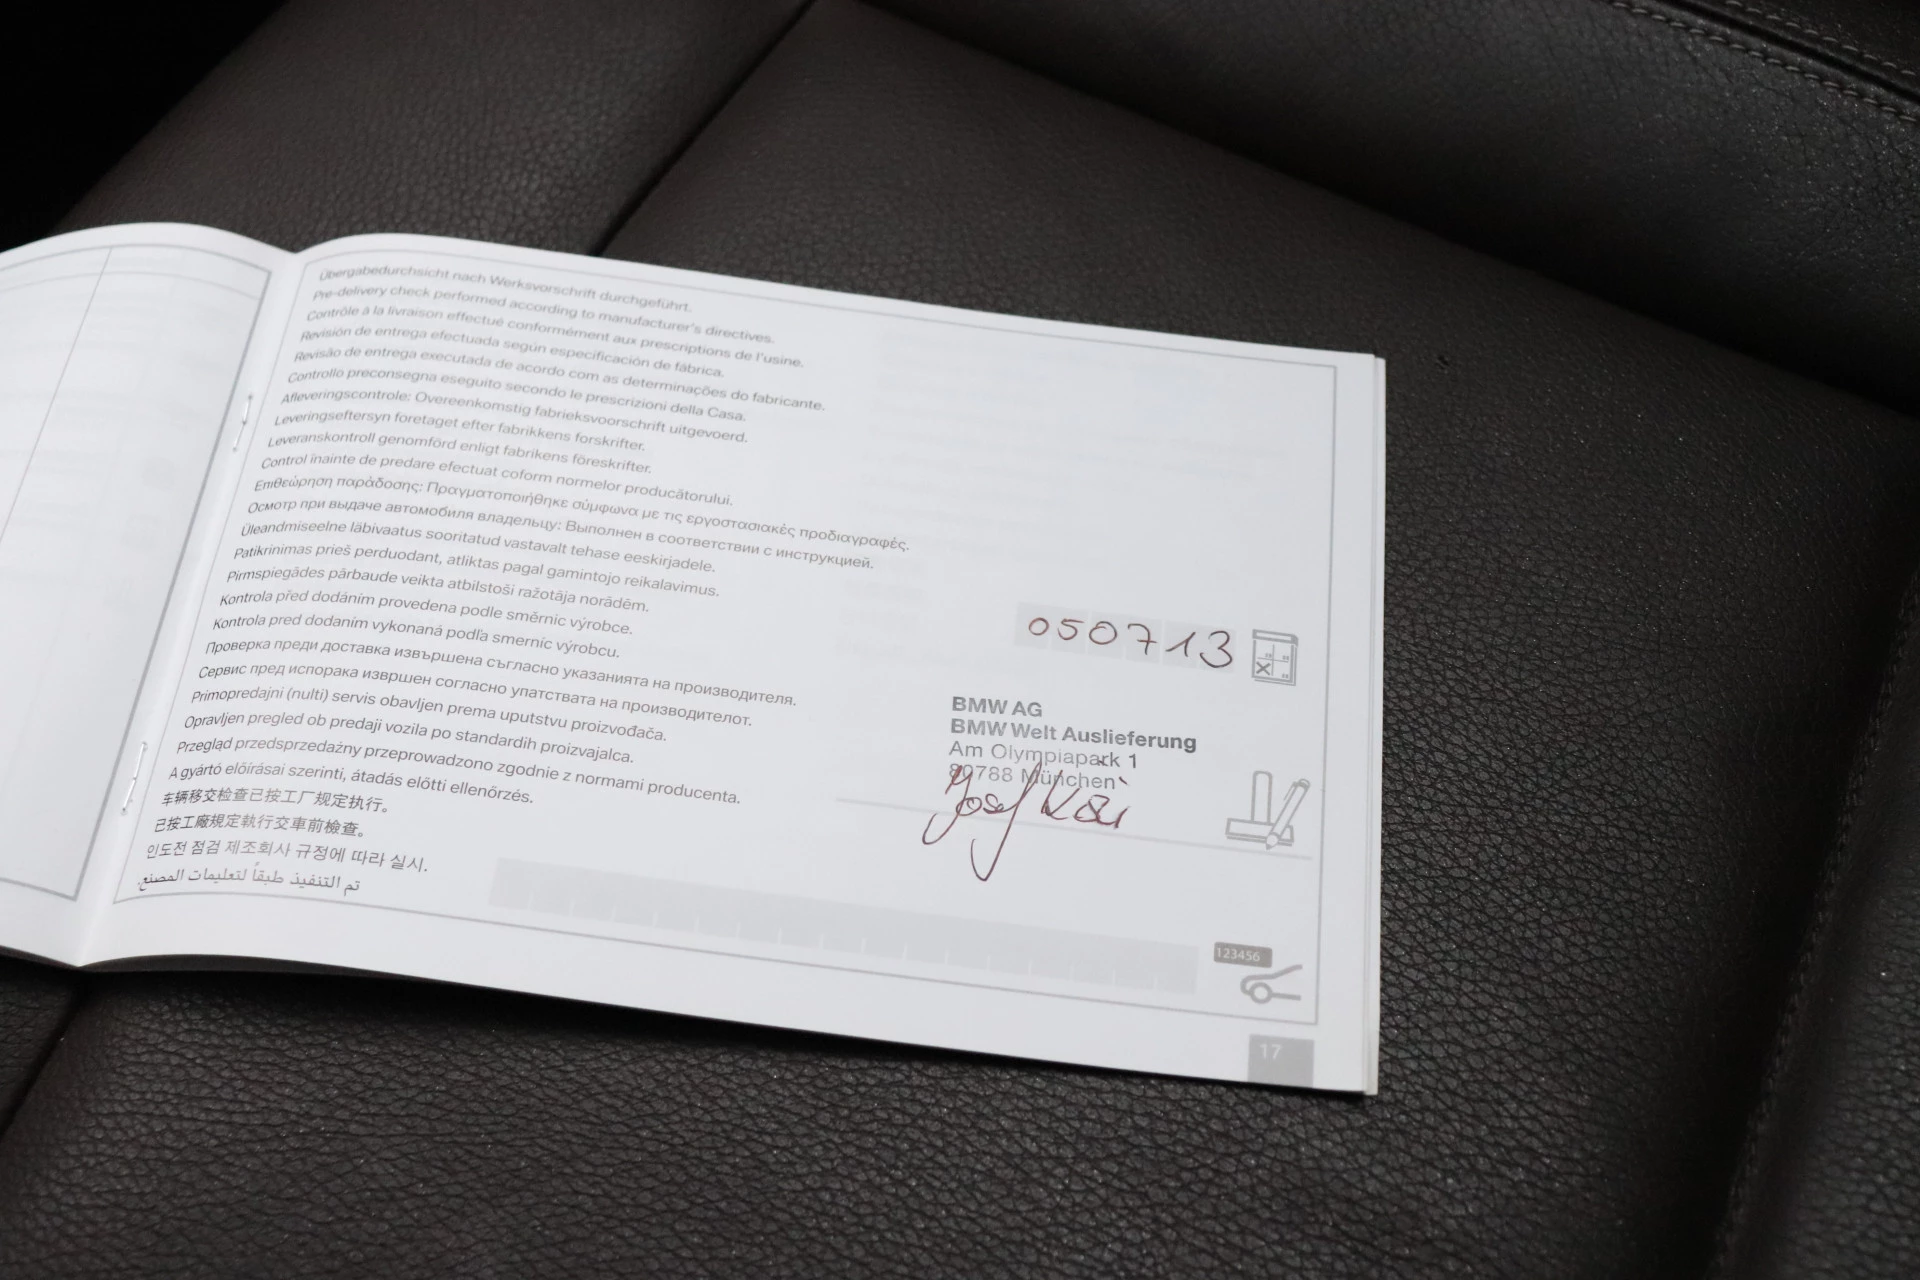 Übergabedurchsicht nach Werksvorschrift durchgeführt.
Pre-delivery check performed according to manufacturer's directives.
Contrôle à la livraison effectué conformément aux prescriptions de l'usine.
Revisión de entrega efectuada según especificación de fábrica.
Revisão de entrega executada de acordo com as determinações do fabricante.
Controllo preconsegna eseguito secondo le prescrizioni della Casa.
Afleveringscontrole: Overeenkomstig fabrieksvoorschrift uitgevoerd.
Leveringseftersyn foretaget efter fabrikkens forskrifter.
Leveranskontroll genomförd enligt fabrikens föreskrifter.
Control înainte de predare efectuat coform normelor producătorului.
Επιθεώρηση παράδοσης: Πραγματοποιήθηκε σύμφωνα με τις εργοστασιακές προδιαγραφές.
Осмотр при выдаче автомобиля владельцу: Выполнен в соответствии с инструкцией.
Üleandmiseelne läbivaatus sooritatud vastavalt tehase eeskirjadele.
Patikrinimas prieš perduodant, atliktas pagal gamintojo reikalavimus.
Pirmspiegādes pārbaude veikta atbilstoši ražotāja norādēm.
Kontrola před dodáním provedena podle směrnic výrobce.
Kontrola pred dodaním vykonaná podľa smerníc výrobcu.
Проверка преди доставка извършена съгласно указанията на производителя.
Сервис пред испорака извршен согласно упатствата на производителот.
Primopredajni (nulti) servis obavljen prema uputstvu proizvođača.
Opravljen pregled ob predaji vozila po standardih proizvajalca.
Przegląd przedsprzedażny przeprowadzono zgodnie z normami producenta.
A gyártó előírásai szerinti, átadás előtti ellenőrzés.
车辆移交检查已按工厂规定执行。
已按工廠規定執行交車前檢查。
인도전 점검 제조회사 규정에 따라 실시.
تم التنفيذ طبقاً لتعليمات المصنع.
050713
BMW AG
BMW Welt Auslieferung
Am Olympiapark 1
80788 München
Josef
123456
17